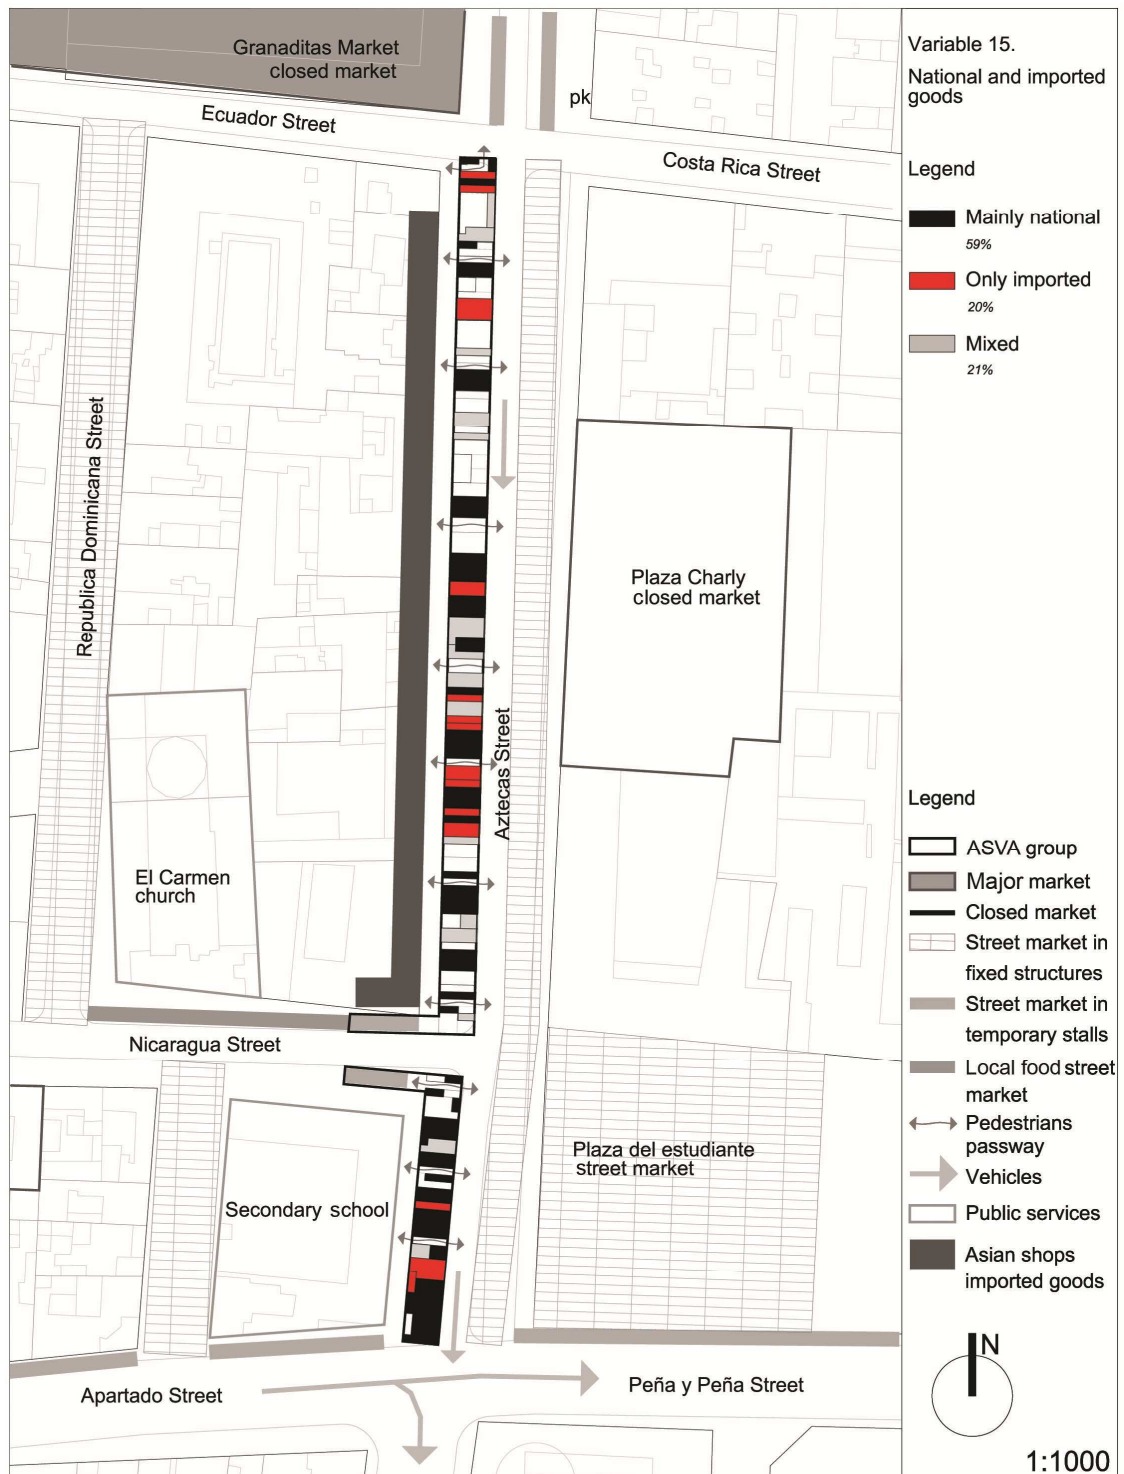 Granaditas Market
closed market
Ecuador Street
pk
Costa Rica Street
Republica Dominicana Street
Plaza Charly
closed market
Aztecas Street
El Carmen
church
Nicaragua Street
Plaza del estudiante
street market
Secondary school
Apartado Street
Peña y Peña Street
Variable 15.
National and imported
goods
Legend
Mainly national
59%
Only imported
20%
Mixed
21%
Legend
ASVA group
Major market
Closed market
Street market in
fixed structures
Street market in
temporary stalls
Local food street
market
Pedestrians
passway
Vehicles
Public services
Asian shops
imported goods
N
1:1000